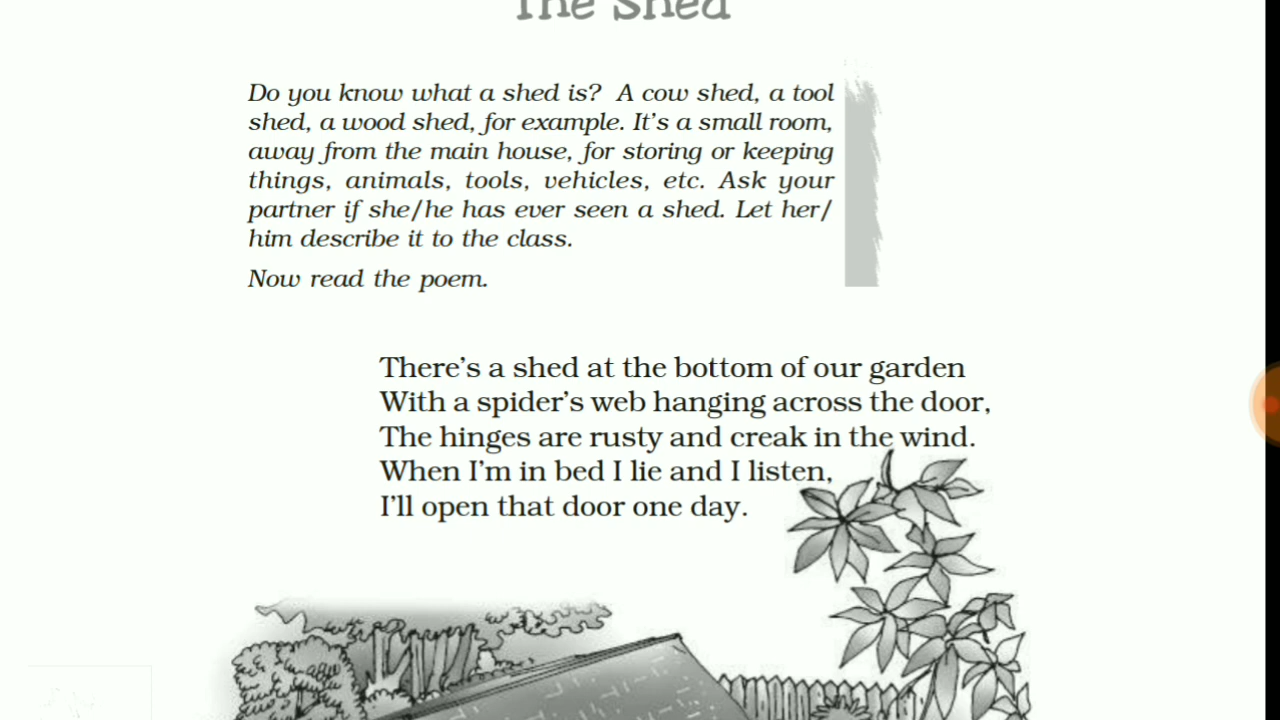 The Shed
Do you know what a shed is? A cow shed, a tool
shed, a wood shed, for example. It's a small room,
away from the main house, for storing or keeping
things, animals, tools, vehicles, etc. Ask your
partner if she/he has ever seen a shed. Let her/
him describe it to the class.
Now read the poem.
There's a shed at the bottom of our garden
With a spider's web hanging across the door,
The hinges are rusty and creak in the wind.
When I'm in bed I lie and I listen,
I'll open that door one day.